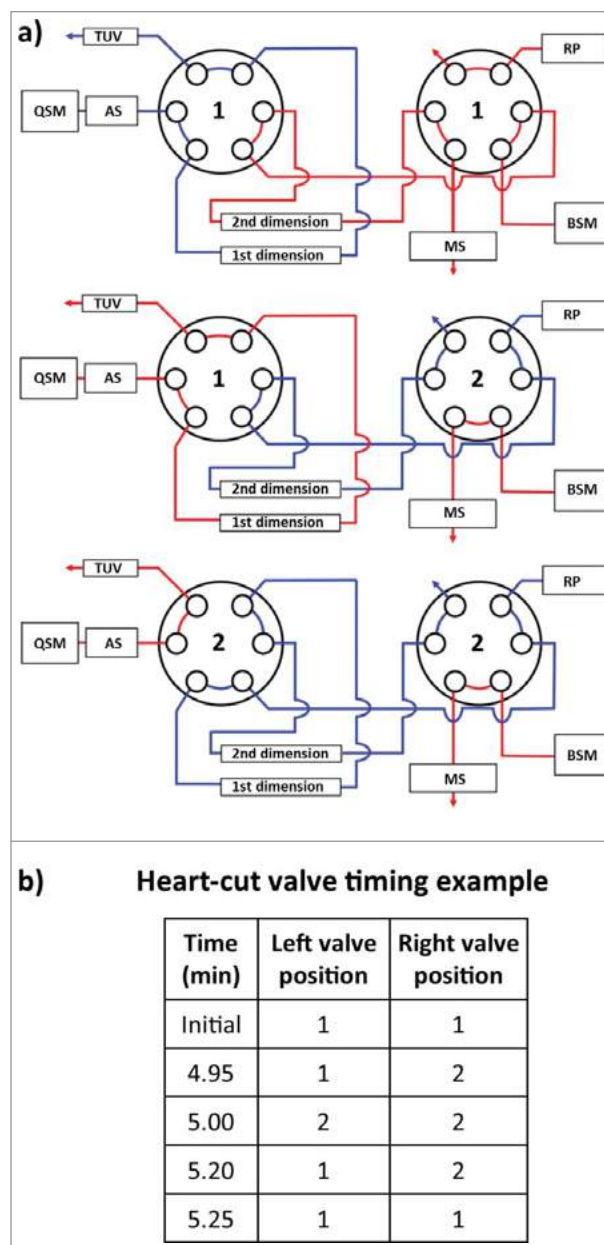 a)
TUV
RP
QSM AS 1 1
2nd dimension
BSM
1st dimension
MS
TUV
RP
QSM AS 1 2
2nd dimension
BSM
1st dimension
MS
TUV
RP
QSM AS 2 2
2nd dimension
BSM
1st dimension
MS
b) Heart-cut valve timing example
Time (min) Left valve position Right valve position
Initial 1 1
4.95 1 2
5.00 2 2
5.20 1 2
5.25 1 1